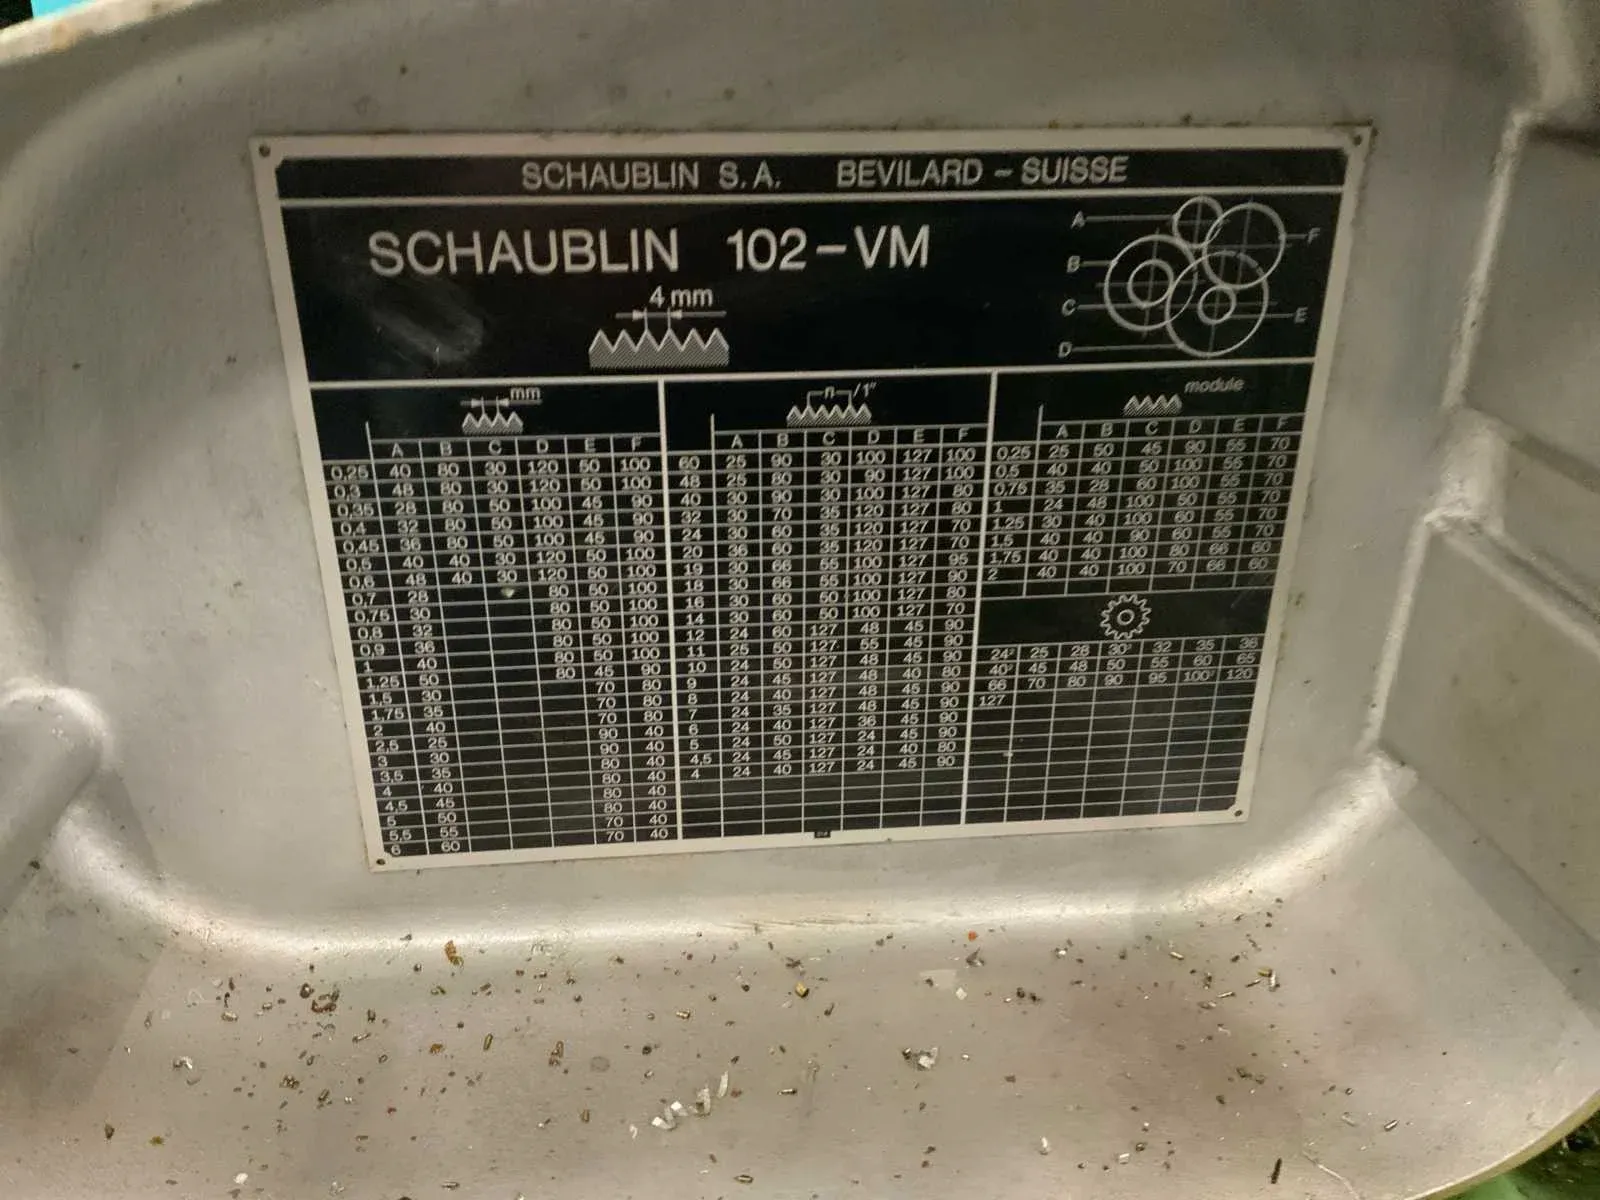 SCHAUBLIN S.A. BEVILARD - SUISSE
SCHAUBLIN 102-VM
4 mm
A
B
C
D
F
E
mm
A B C D E F
0,25 40 80 30 120 50 100
0,3 48 80 30 120 50 100
0,35 28 80 50 100 45 90
0,4 32 80 50 100 45 90
0,45 36 80 50 100 45 90
0,5 40 40 30 120 50 100
0,6 48 40 30 120 50 100
0,7 28 80 50 100
0,75 30 80 50 100
0,8 32 80 50 100
0,9 36 80 50 100
1 40 80 50 100
1,25 50 80 45 90
1,5 30 70 80
1,75 35 70 80
2 40 70 80
2,5 25 90 40
3 30 90 40
3,5 35 80 40
4 40 80 40
4,5 45 80 40
5 50 80 40
5,5 55 70 40
6 60 70 40
n/1"
A B C D E F
60 25 90 30 100 127 100
48 25 80 30 90 127 100
40 30 90 30 100 127 80
32 30 70 35 120 127 80
24 30 60 35 120 127 70
20 36 60 35 120 127 70
19 30 66 55 100 127 95
18 30 66 55 100 127 90
16 30 60 50 100 127 80
14 30 60 50 100 127 70
12 24 60 127 48 45 90
11 25 50 127 55 45 90
10 24 50 127 48 45 90
9 24 45 127 48 40 80
8 24 40 127 48 45 90
7 24 35 127 48 45 90
6 24 40 127 36 45 90
5 24 50 127 24 45 90
4,5 24 45 127 24 40 80
4 24 40 127 24 45 90
module
A B C D E F
0,25 25 50 45 90 55 70
0,5 40 40 50 100 55 70
0,75 35 28 60 100 55 70
1 24 48 100 50 55 70
1,25 30 40 100 60 55 70
1,5 40 40 90 60 55 70
1,75 40 40 100 80 66 60
2 40 40 100 70 66 60
24² 25 28 30² 32 35 36
40² 45 48 50 55 60 65
66 70 80 90 95 100² 120
127